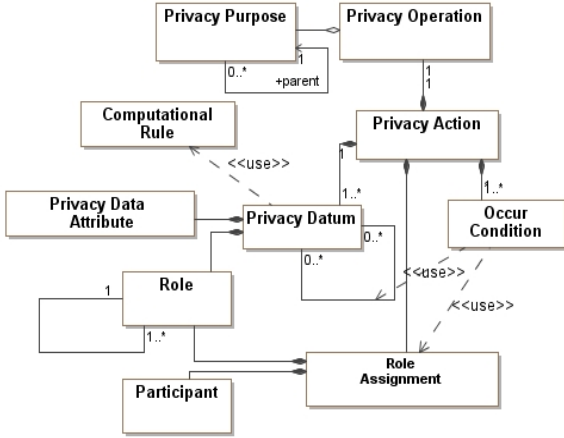 Privacy Purpose
Privacy Operation
0..*
1
+parent
1
1
Computational
Rule
Privacy Action
<<use>>
1
1..*
1..*
Privacy Data
Attribute
Privacy Datum
Occur
Condition
0..*
0..*
<<use>>
Role
1
1..*
<<use>>
Role
Assignment
Participant